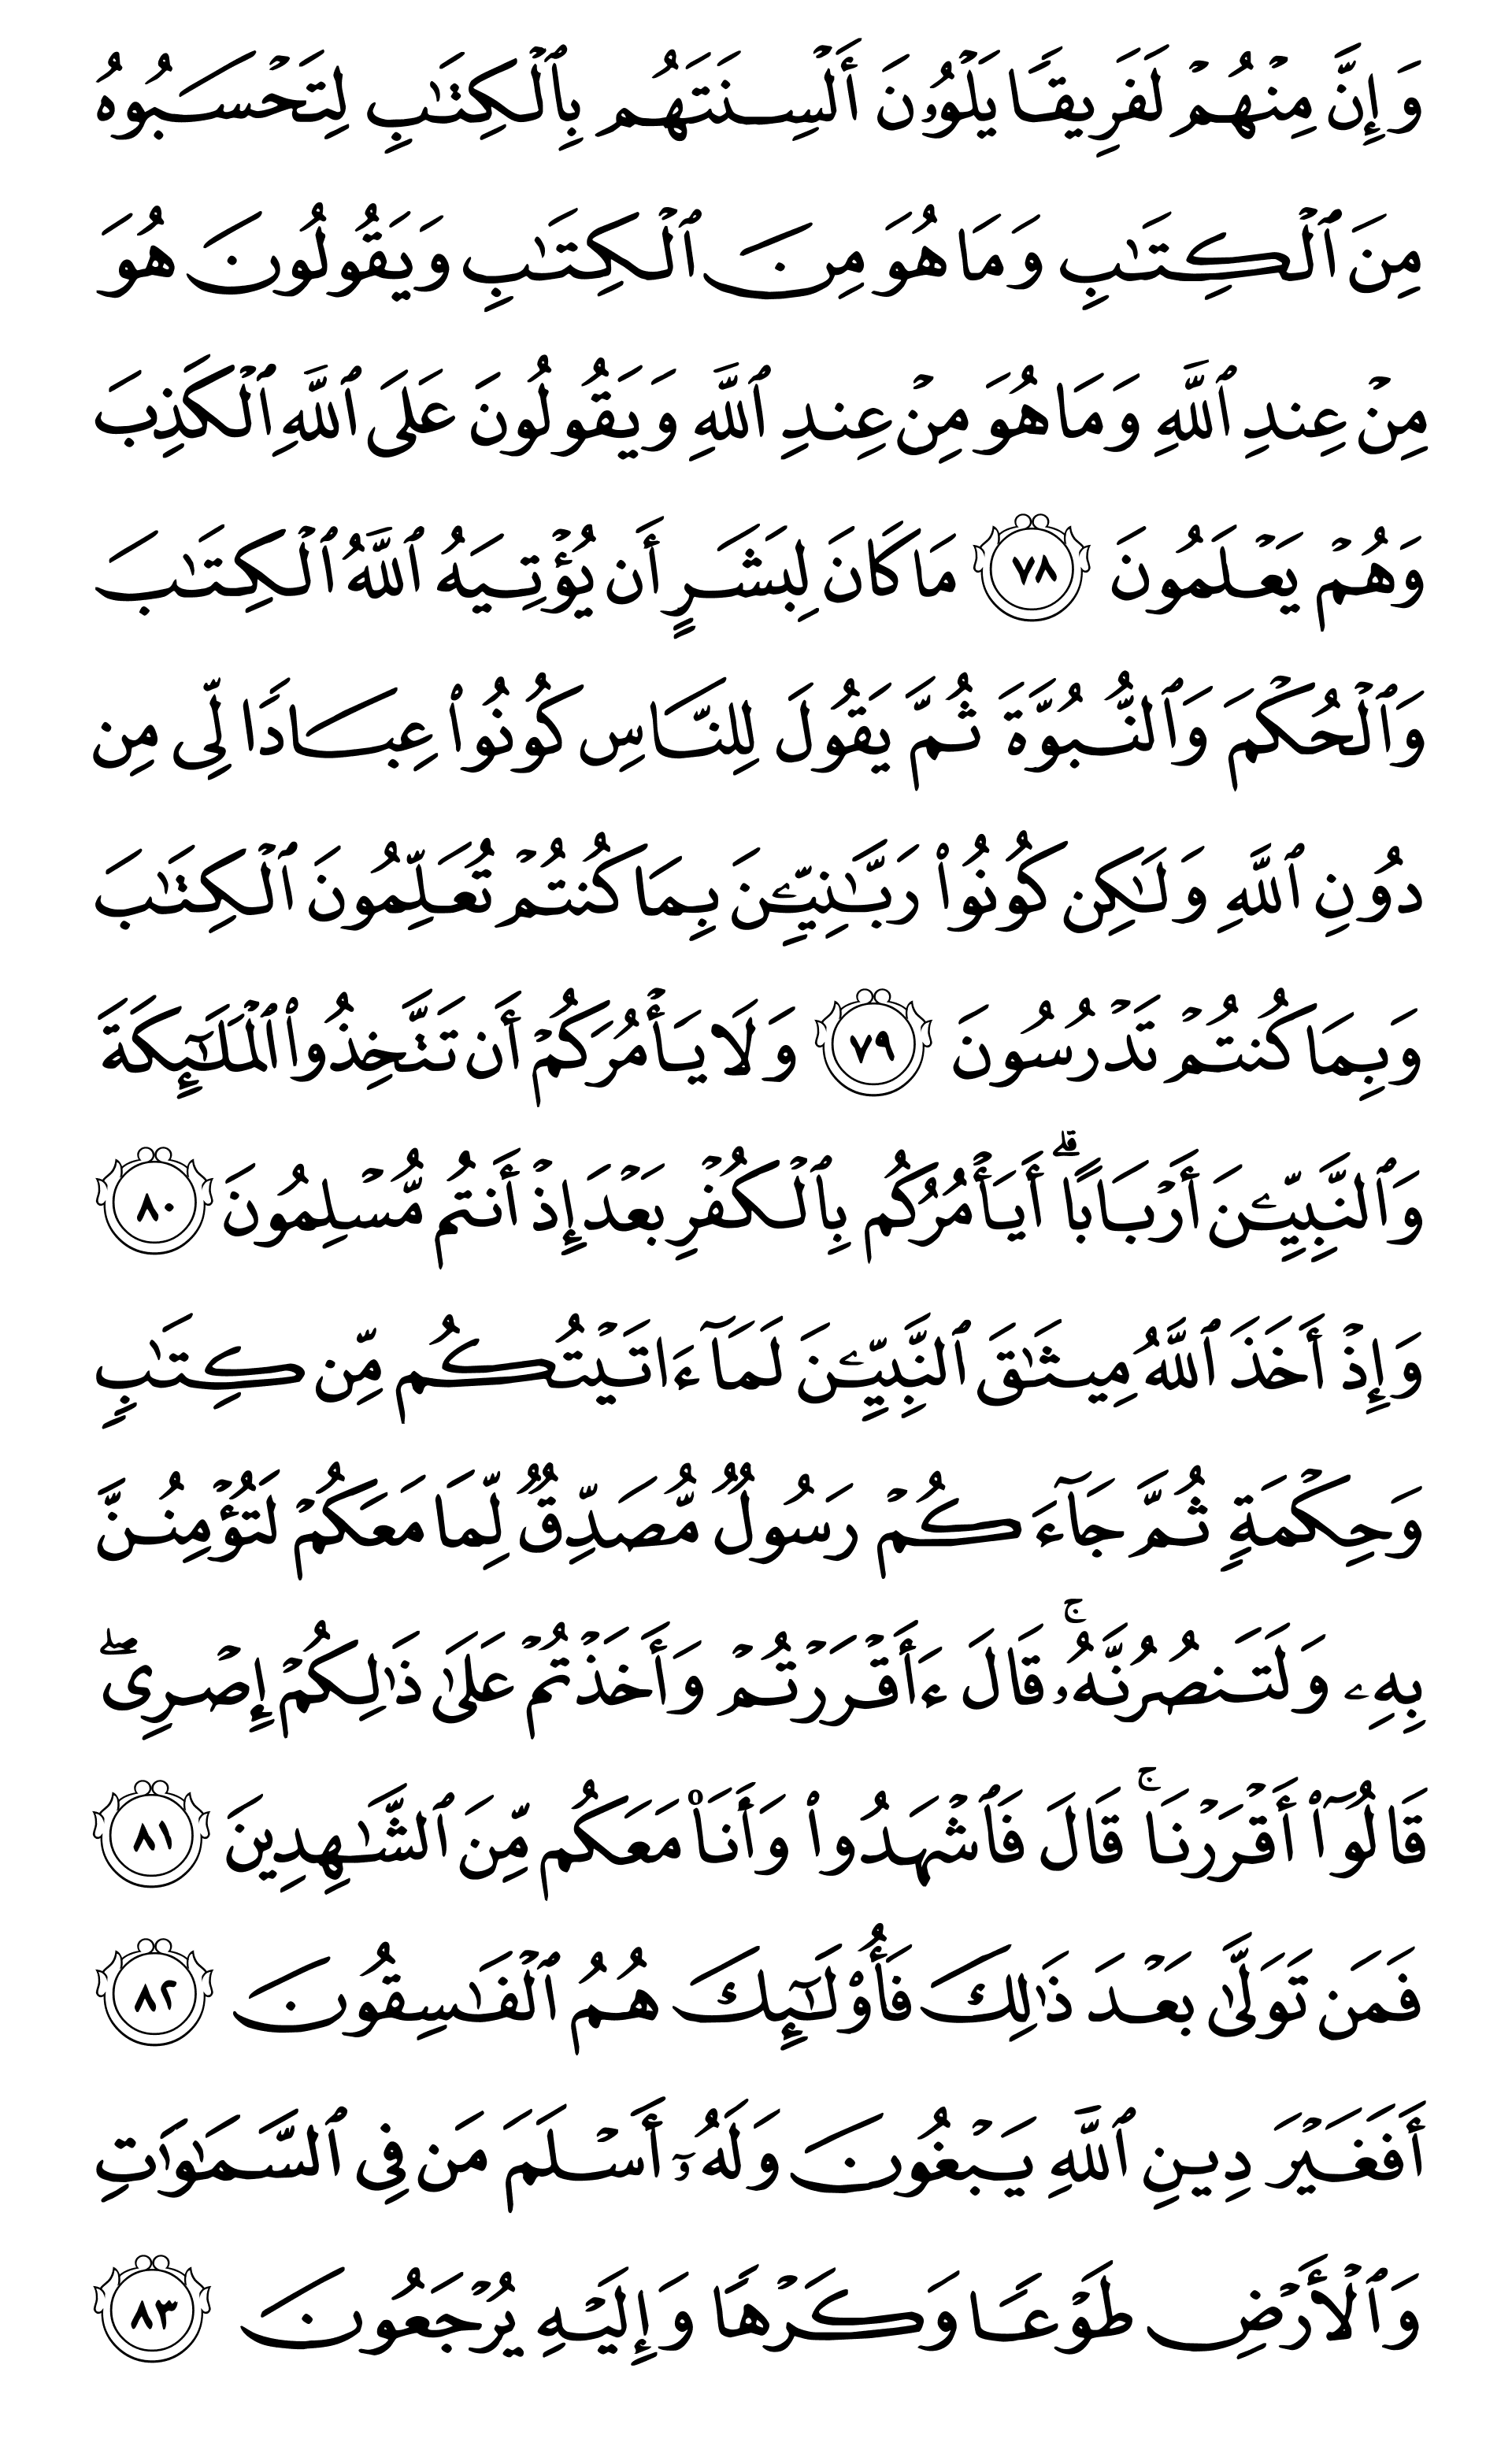 وَإِنَّ مِنْهُمْ لَفَرِيقًا يَلْوُۥنَ أَلْسِنَتَهُم بِٱلْكِتَٰبِ لِتَحْسَبُوهُ
مِنَ ٱلْكِتَٰبِ وَمَا هُوَ مِنَ ٱلْكِتَٰبِ وَيَقُولُونَ هُوَ
مِنْ عِندِ ٱللَّهِ وَمَا هُوَ مِنْ عِندِ ٱللَّهِ وَيَقُولُونَ عَلَى ٱللَّهِ ٱلْكَذِبَ
وَهُمْ يَعْلَمُونَ ٧٨ مَا كَانَ لِبَشَرٍ أَن يُؤْتِيَهُ ٱللَّهُ ٱلْكِتَٰبَ
وَٱلْحُكْمَ وَٱلنُّبُوَّةَ ثُمَّ يَقُولَ لِلنَّاسِ كُونُوا۟ عِبَادًا لِّى مِن
دُونِ ٱللَّهِ وَلَٰكِن كُونُوا۟ رَبَّٰنِيِّۦنَ بِمَا كُنتُمْ تُعَلِّمُونَ ٱلْكِتَٰبَ
وَبِمَا كُنتُمْ تَدْرُسُونَ ٧٩ وَلَا يَأْمُرَكُمْ أَن تَتَّخِذُوا۟ ٱلْمَلَٰٓئِكَةَ
وَٱلنَّبِيِّۦنَ أَرْبَابًا ۗ أَيَأْمُرُكُم بِٱلْكُفْرِ بَعْدَ إِذْ أَنتُم مُّسْلِمُونَ ٨٠
وَإِذْ أَخَذَ ٱللَّهُ مِيثَٰقَ ٱلنَّبِيِّۦنَ لَمَآ ءَاتَيْتُكُم مِّن كِتَٰبٍ
وَحِكْمَةٍ ثُمَّ جَآءَكُمْ رَسُولٌ مُّصَدِّقٌ لِّمَا مَعَكُمْ لَتُؤْمِنُنَّ
بِهِۦ وَلَتَنصُرُنَّهُۥ ۚ قَالَ ءَأَقْرَرْتُمْ وَأَخَذْتُمْ عَلَىٰ ذَٰلِكُمْ إِصْرِى ۖ
قَالُوٓا۟ أَقْرَرْنَا ۚ قَالَ فَٱشْهَدُوا۟ وَأَنَا۠ مَعَكُم مِّنَ ٱلشَّٰهِدِينَ ٨١
فَمَن تَوَلَّىٰ بَعْدَ ذَٰلِكَ فَأُو۟لَٰٓئِكَ هُمُ ٱلْفَٰسِقُونَ ٨٢
أَفَغَيْرَ دِينِ ٱللَّهِ يَبْغُونَ وَلَهُۥٓ أَسْلَمَ مَن فِى ٱلسَّمَٰوَٰتِ
وَٱلْأَرْضِ طَوْعًا وَكَرْهًا وَإِلَيْهِ يُرْجَعُونَ ٨٣